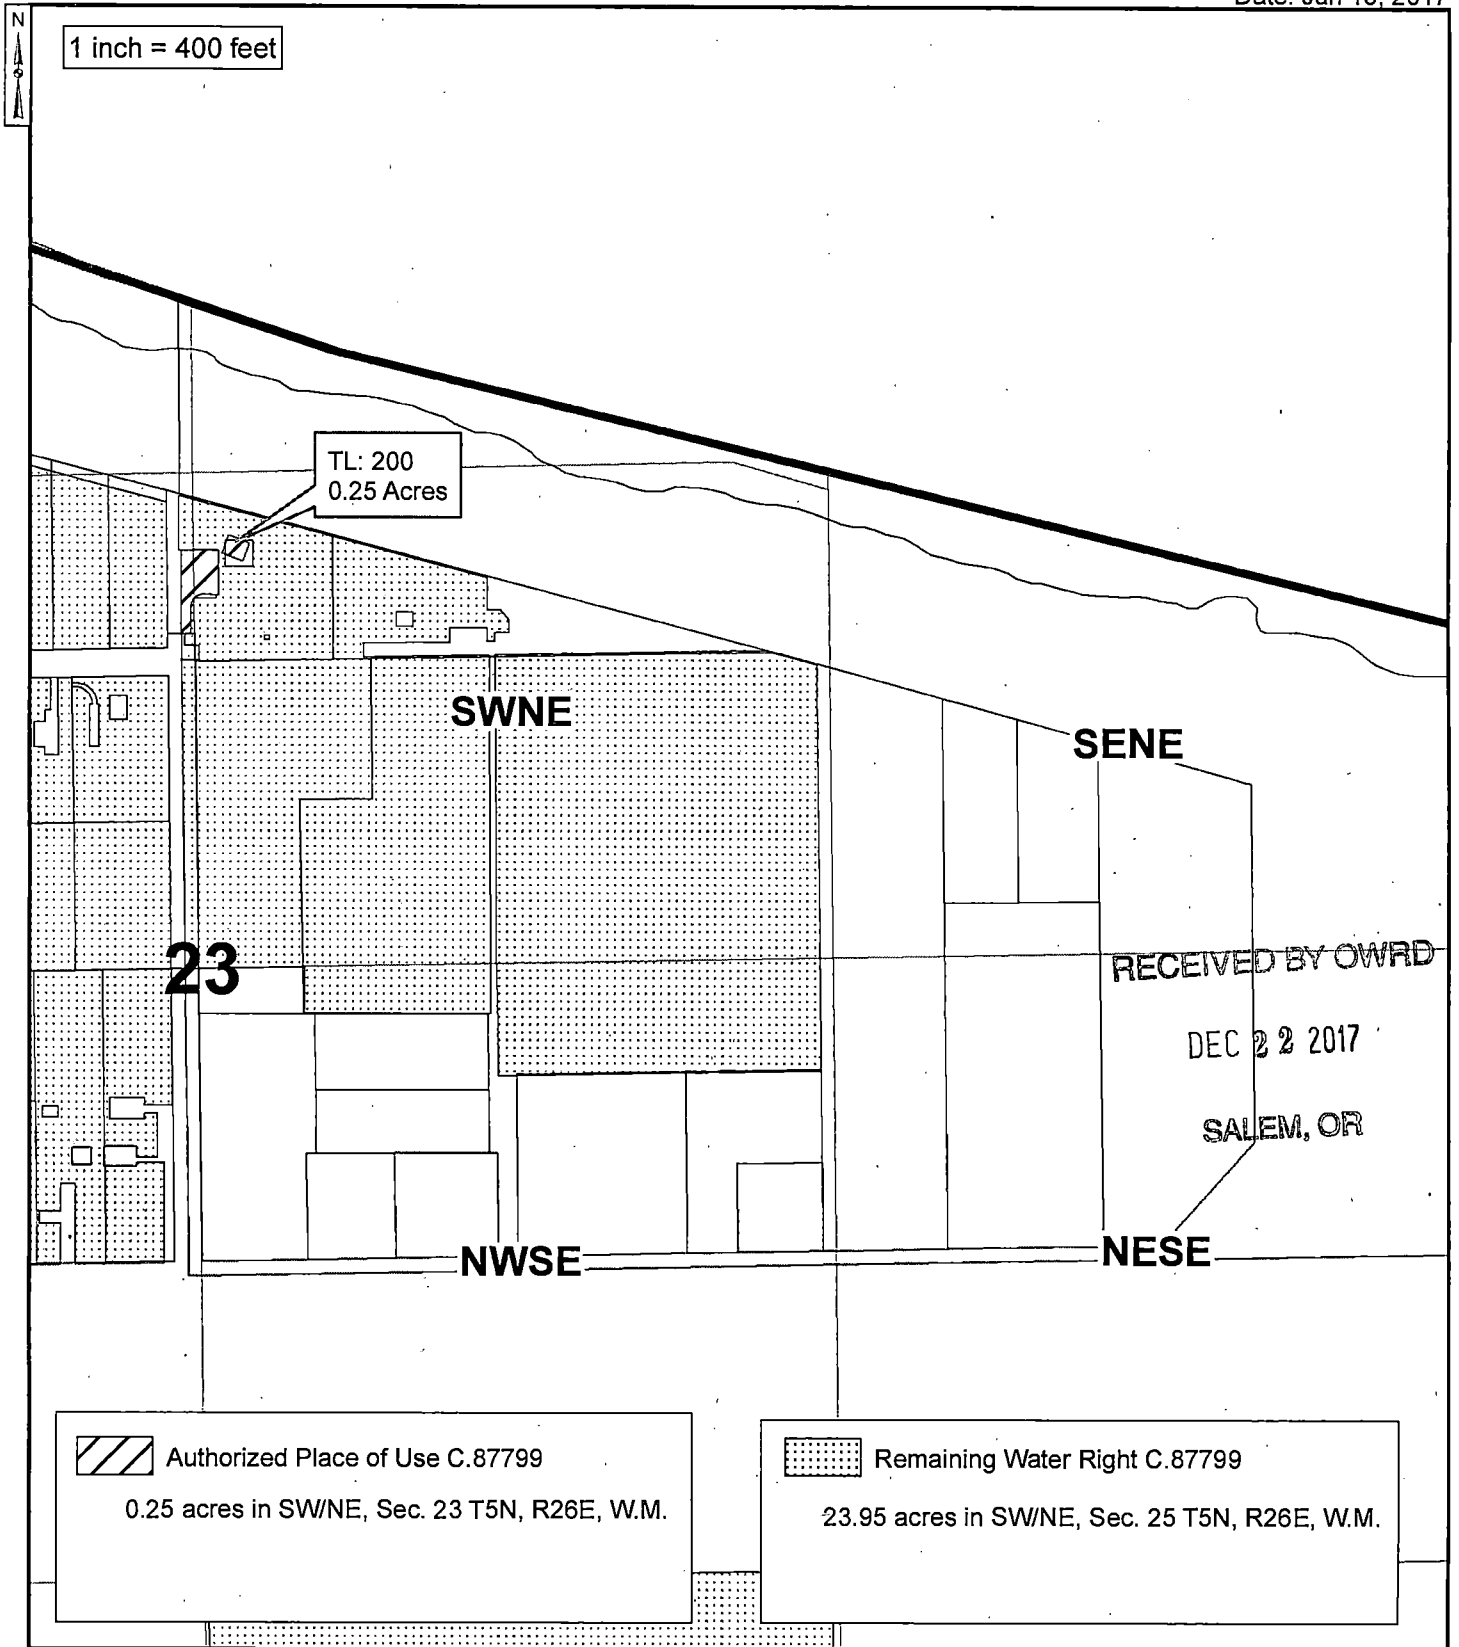 N
1 inch = 400 feet
TL: 200
0.25 Acres
SWNE
SENE
23
RECEIVED BY OWRD
DEC 22 2017
SALEM, OR
NWSE
NESE
Authorized Place of Use C.87799
0.25 acres in SW/NE, Sec. 23 T5N, R26E, W.M.
Remaining Water Right C.87799
23.95 acres in SW/NE, Sec. 25 T5N, R26E, W.M.